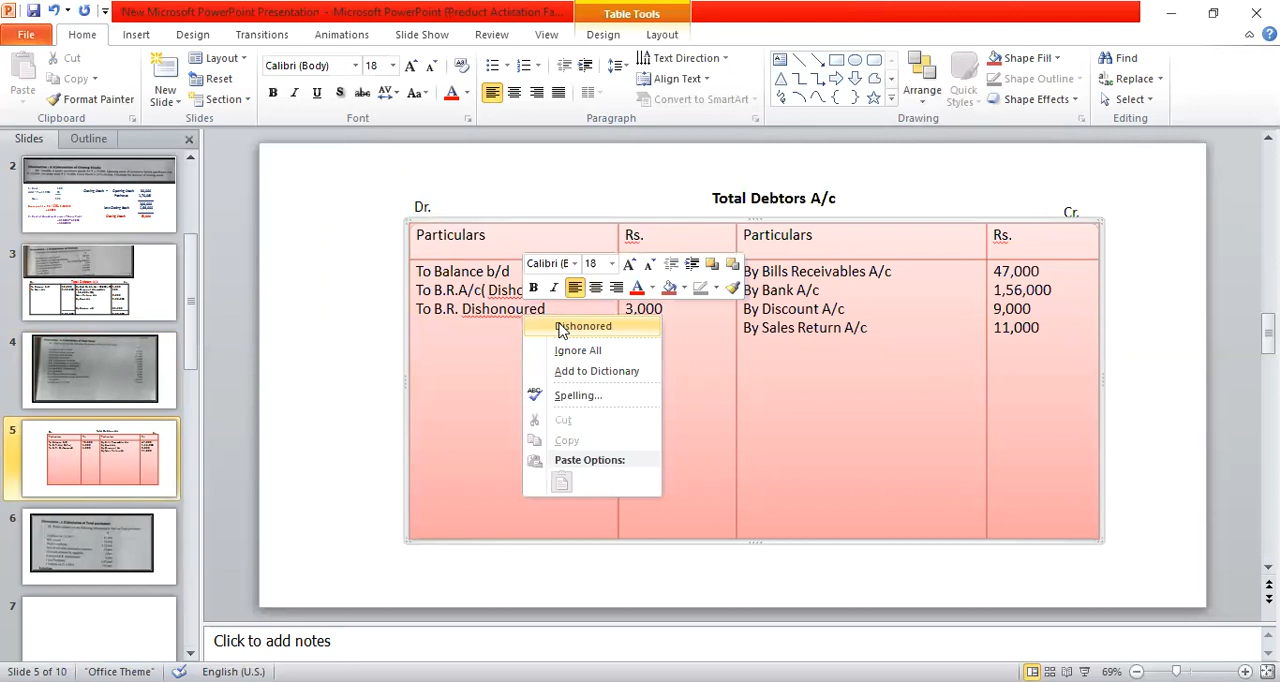 New Microsoft PowerPoint Presentation - Microsoft PowerPoint (Product Activation Fa...
Table Tools
File
Home
Insert
Design
Transitions
Animations
Slide Show
Review
View
Design
Layout
Paste
Cut
Copy
Format Painter
Clipboard
New
Slide
Layout
Reset
Section
Slides
Calibri (Body)
18
Font
Text Direction
Align Text
Convert to SmartArt
Paragraph
Arrange
Quick
Styles
Shape Fill
Shape Outline
Shape Effects
Drawing
Find
Replace
Select
Editing
Slides
Outline
2
3
4
5
6
7
Total Debtors A/c
Dr.
Cr.
Particulars Rs. Particulars Rs.
To Balance b/d By Bills Receivables A/c 47,000
To B.R.A/c( Disho By Bank A/c 1,56,000
To B.R. Dishonoured 3,000 By Discount A/c 9,000
By Sales Return A/c 11,000
Calibri (E 18
Dishonored
Ignore All
Add to Dictionary
Spelling...
Cut
Copy
Paste Options:
Click to add notes
Slide 5 of 10
"Office Theme"
English (U.S.)
69%